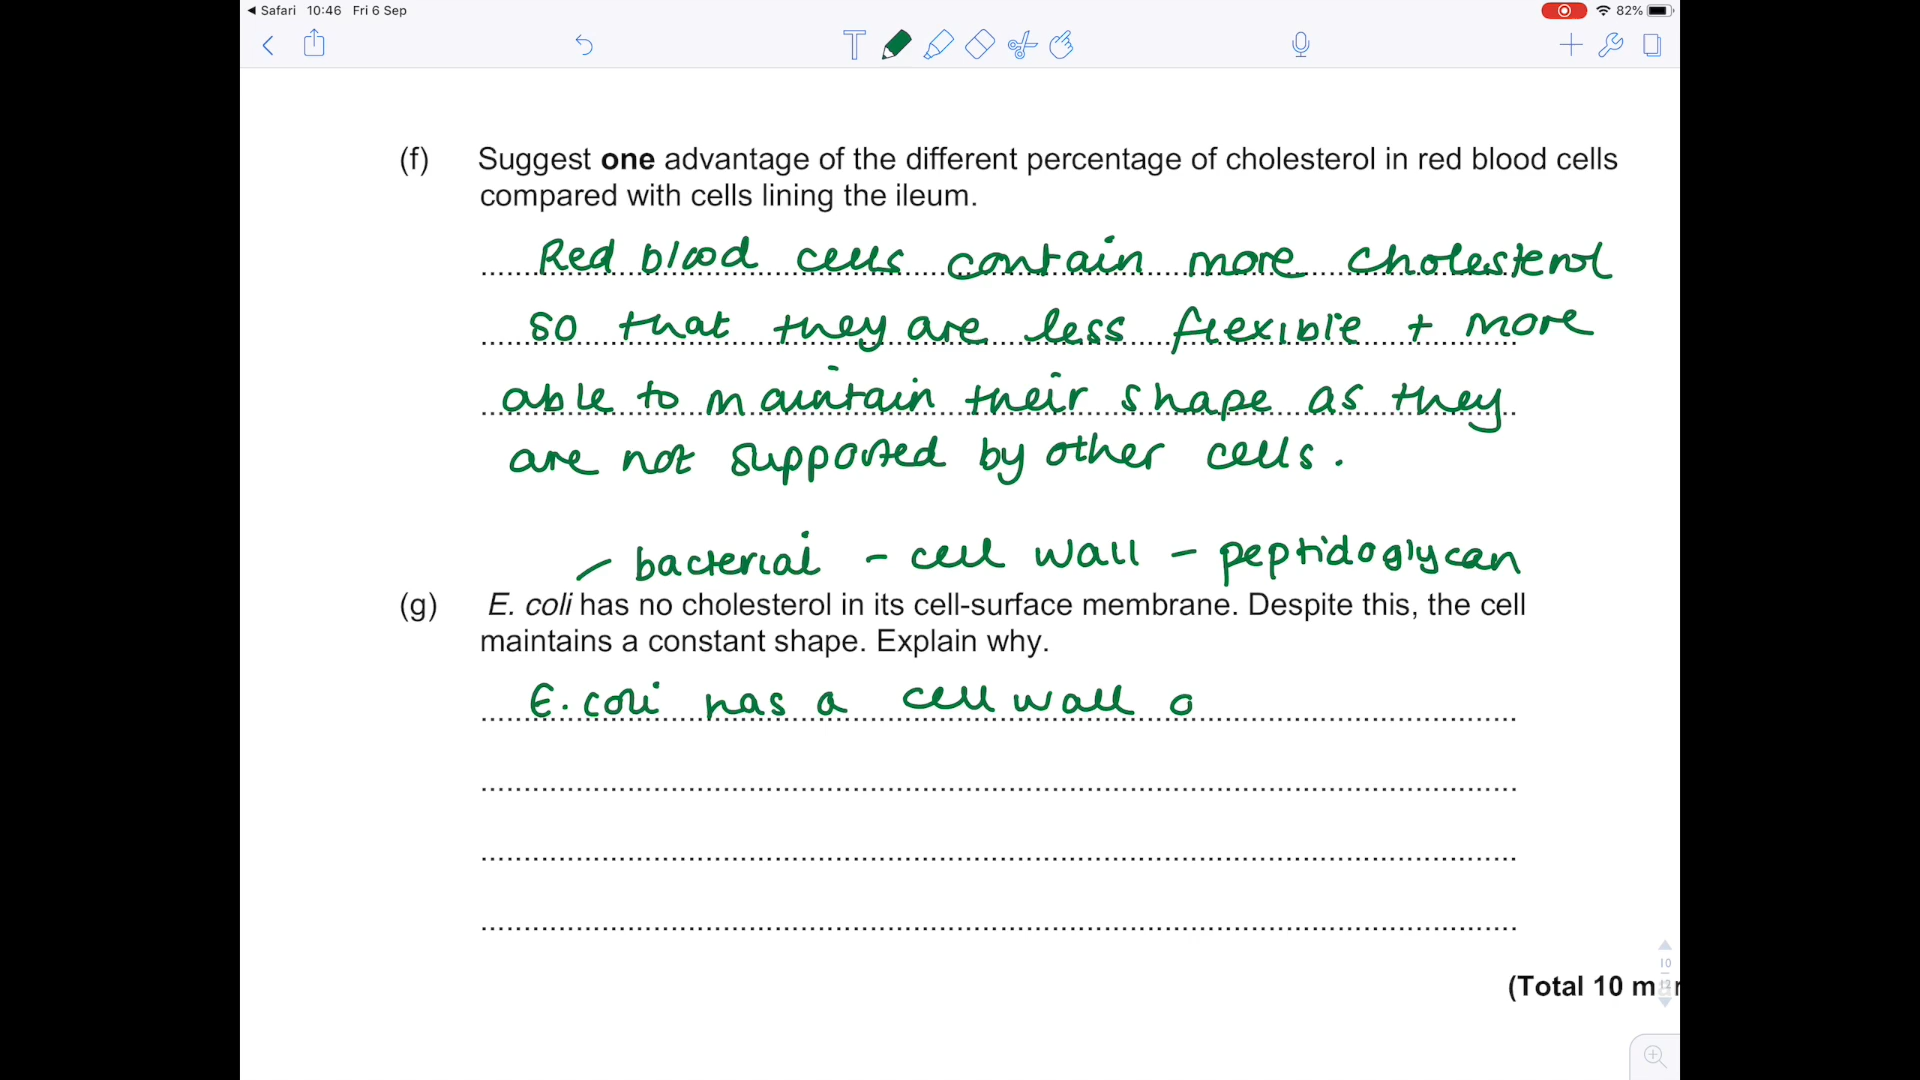 Safari 10:46 Fri 6 Sep 82%
(f) Suggest one advantage of the different percentage of cholesterol in red blood cells
compared with cells lining the ileum.
Red blood cells contain more cholesterol
so that they are less flexible + more
able to maintain their shape as they
are not supported by other cells.
- bacterial - cell wall - peptidoglycan
(g) E. coli has no cholesterol in its cell-surface membrane. Despite this, the cell
maintains a constant shape. Explain why.
E. coli has a cell wall o
10
12
(Total 10 m